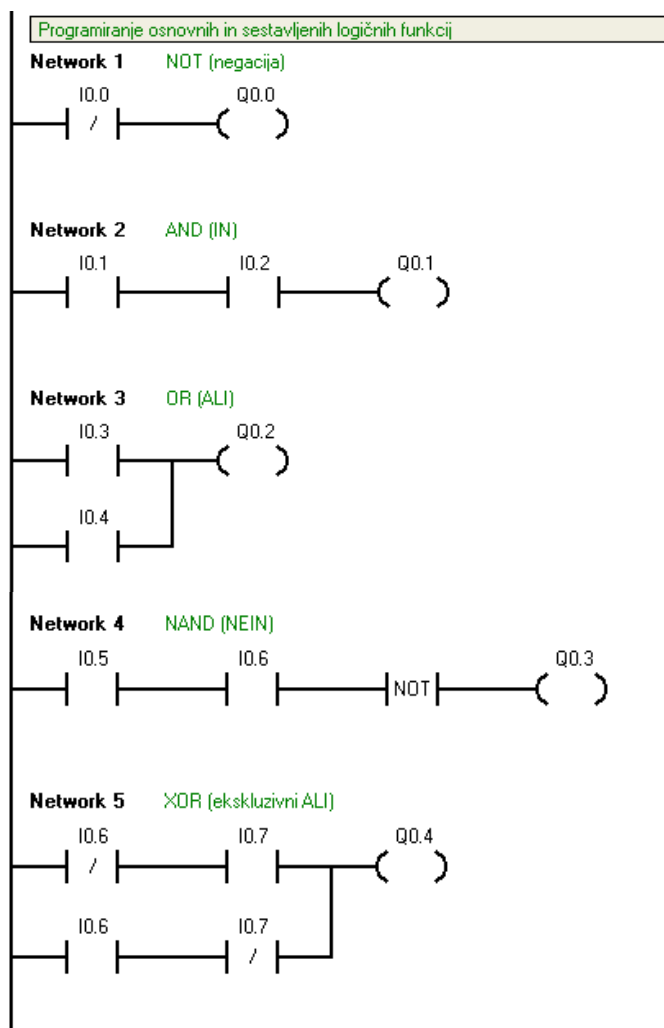 Programiranje osnovnih in sestavljenih logičnih funkcij
Network 1 NOT (negacija)
I0.0 Q0.0
/
Network 2 AND (IN)
I0.1 I0.2 Q0.1
Network 3 OR (ALI)
I0.3 Q0.2
I0.4
Network 4 NAND (NEIN)
I0.5 I0.6 Q0.3
NOT
Network 5 XOR (ekskluzivni ALI)
I0.6 I0.7 Q0.4
/
I0.6 I0.7
/